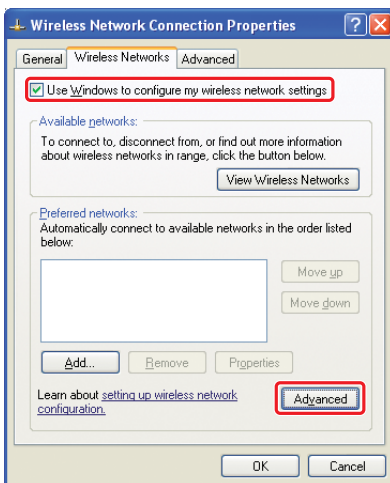 Wireless Network Connection Properties
General Wireless Networks Advanced
Use Windows to configure my wireless network settings
Available networks:
To connect to, disconnect from, or find out more information
about wireless networks in range, click the button below.
View Wireless Networks
Preferred networks:
Automatically connect to available networks in the order listed
below:
Move up
Move down
Add... Remove Properties
Learn about setting up wireless network
configuration.
Advanced
OK Cancel